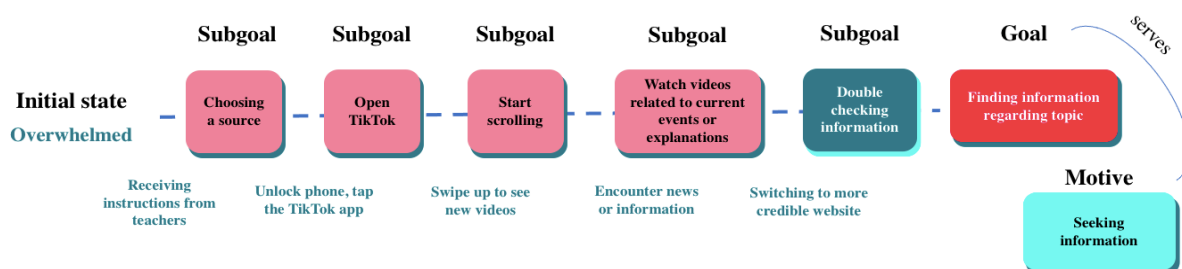 Subgoal
Subgoal
Subgoal
Subgoal
Subgoal
Goal
serves
Initial state
Overwhelmed
Choosing
a source
Open
TikTok
Start
scrolling
Watch videos
related to current
events or
explanations
Double
checking
information
Finding information
regarding topic
Receiving
instructions from
teachers
Unlock phone, tap
the TikTok app
Swipe up to see
new videos
Encounter news
or information
Switching to more
credible website
Motive
Seeking
information